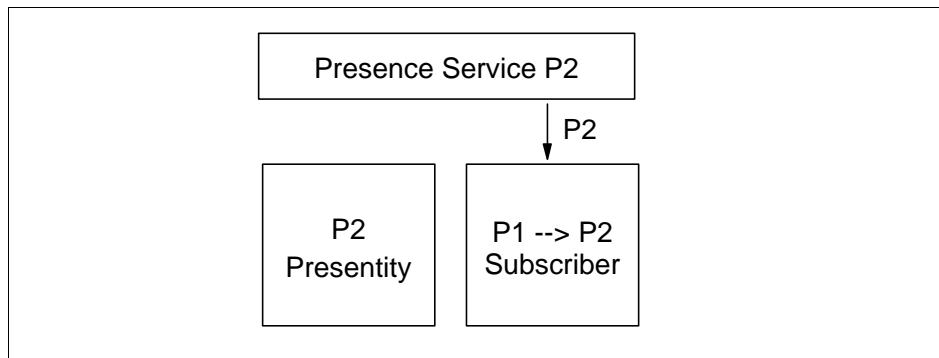 Presence Service P2
P2
P2
Presentity
P1 --> P2
Subscriber